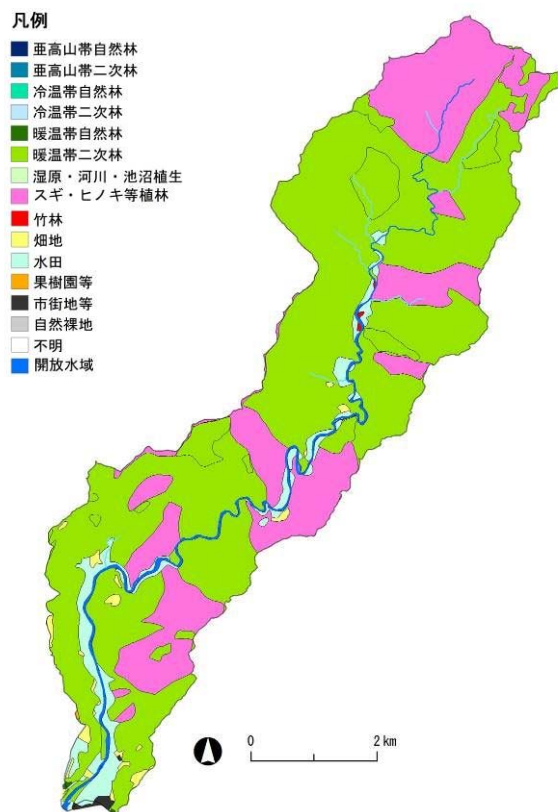 凡例
亜高山帯自然林
亜高山帯二次林
冷温帯自然林
冷温帯二次林
暖温帯自然林
暖温帯二次林
湿原・河川・池沼植生
スギ・ヒノキ等植林
竹林
畑地
水田
果樹園等
市街地等
自然裸地
不明
開放水域
0 2 km